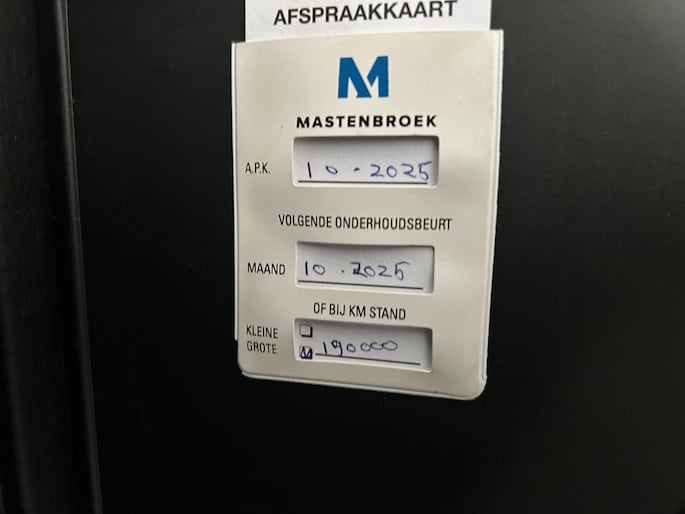 AFSPRAAKKAART
M
MASTENBROEK
A.P.K. 10-2025
VOLGENDE ONDERHOUDSBEURT
MAAND 10.2025
OF BIJ KM STAND
KLEINE
GROTE 190000